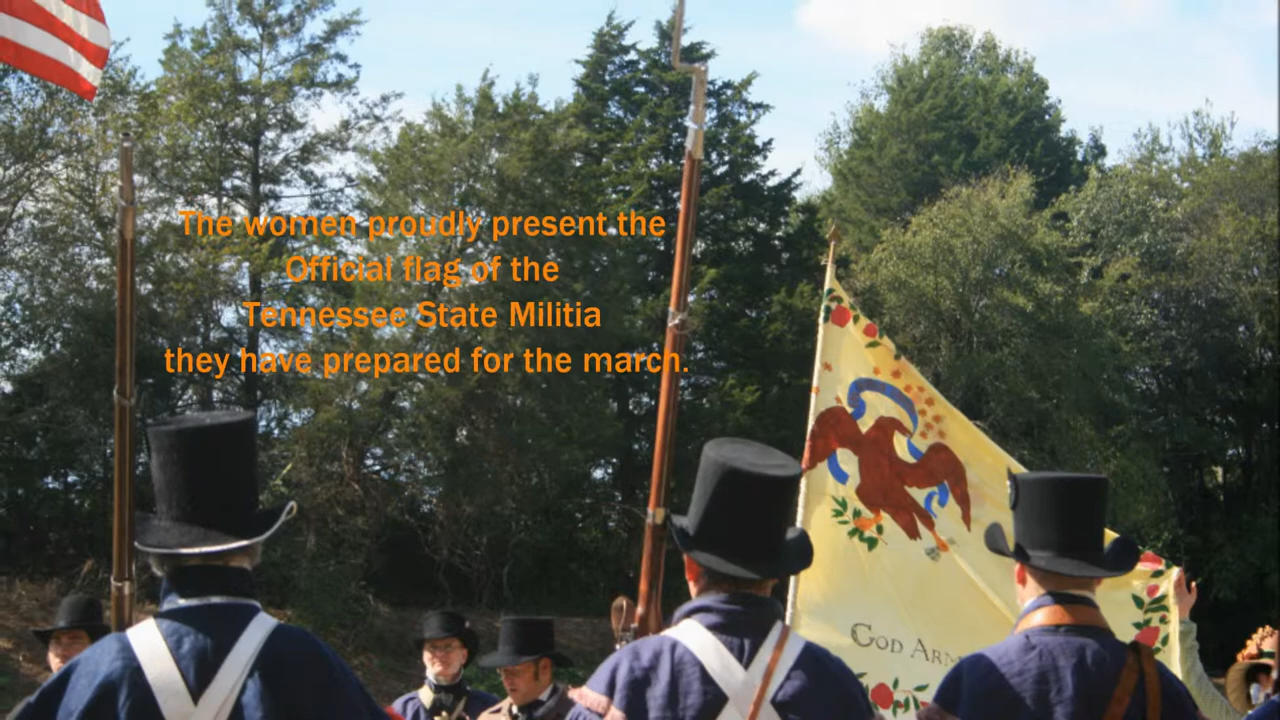 The women proudly present the
Official flag of the
Tennessee State Militia
they have prepared for the march.
GOD ARM